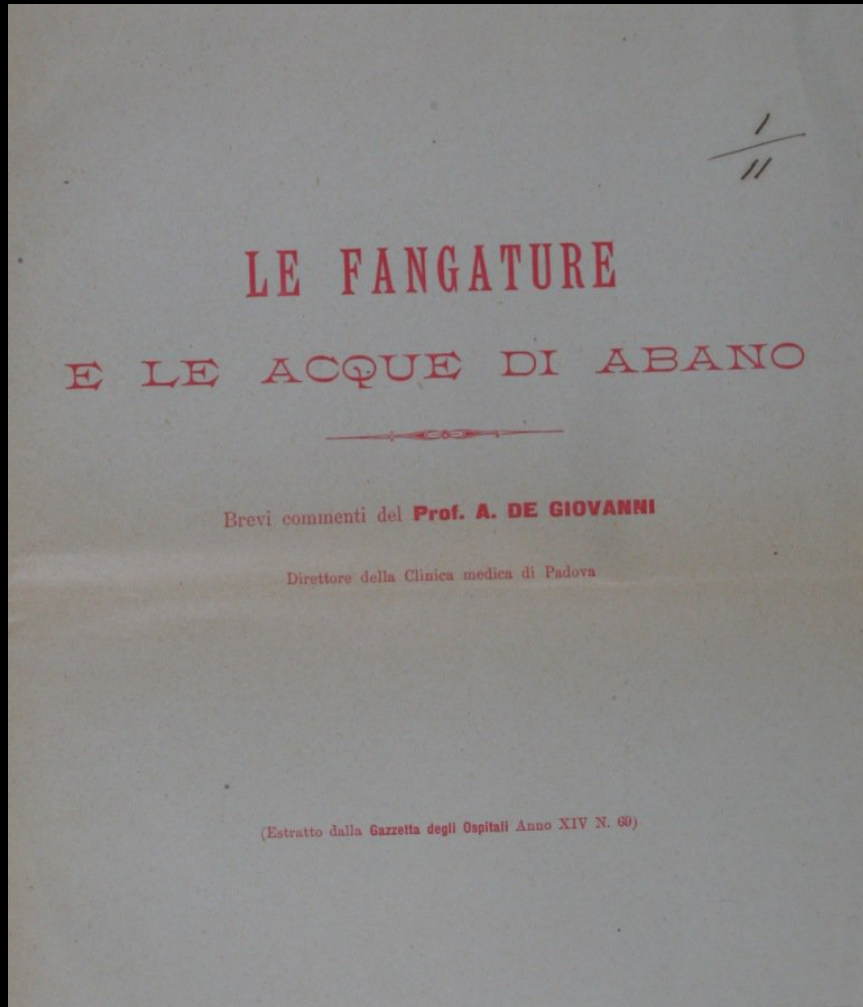 1
11
LE FANGATURE
E LE ACQUE DI ABANO
Brevi commenti del Prof. A. DE GIOVANNI
Direttore della Clinica medica di Padova
(Estratto dalla Gazzetta degli Ospitali Anno XIV N. 69)